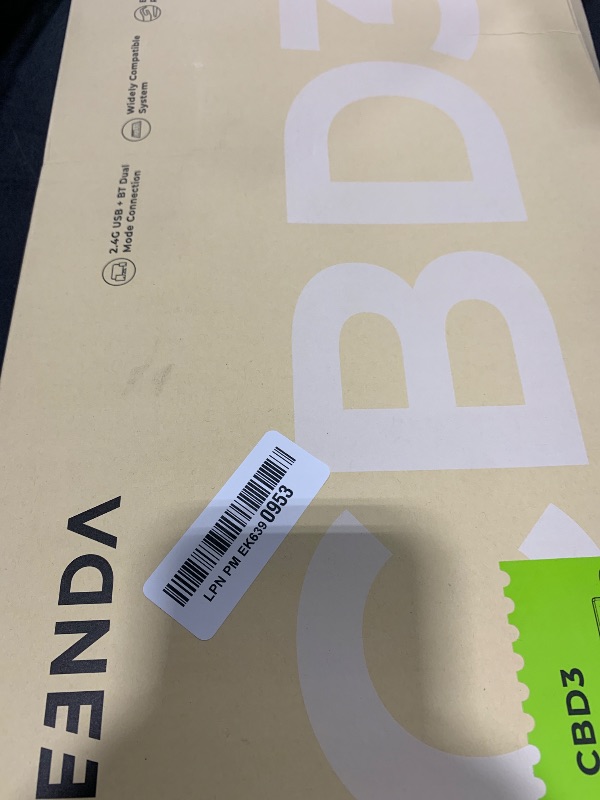 2.4G USB + BT Dual
Mode Connection
Widely Compatible
System
CBD3
LPN PM EK639 0953
EENDA
CBD3